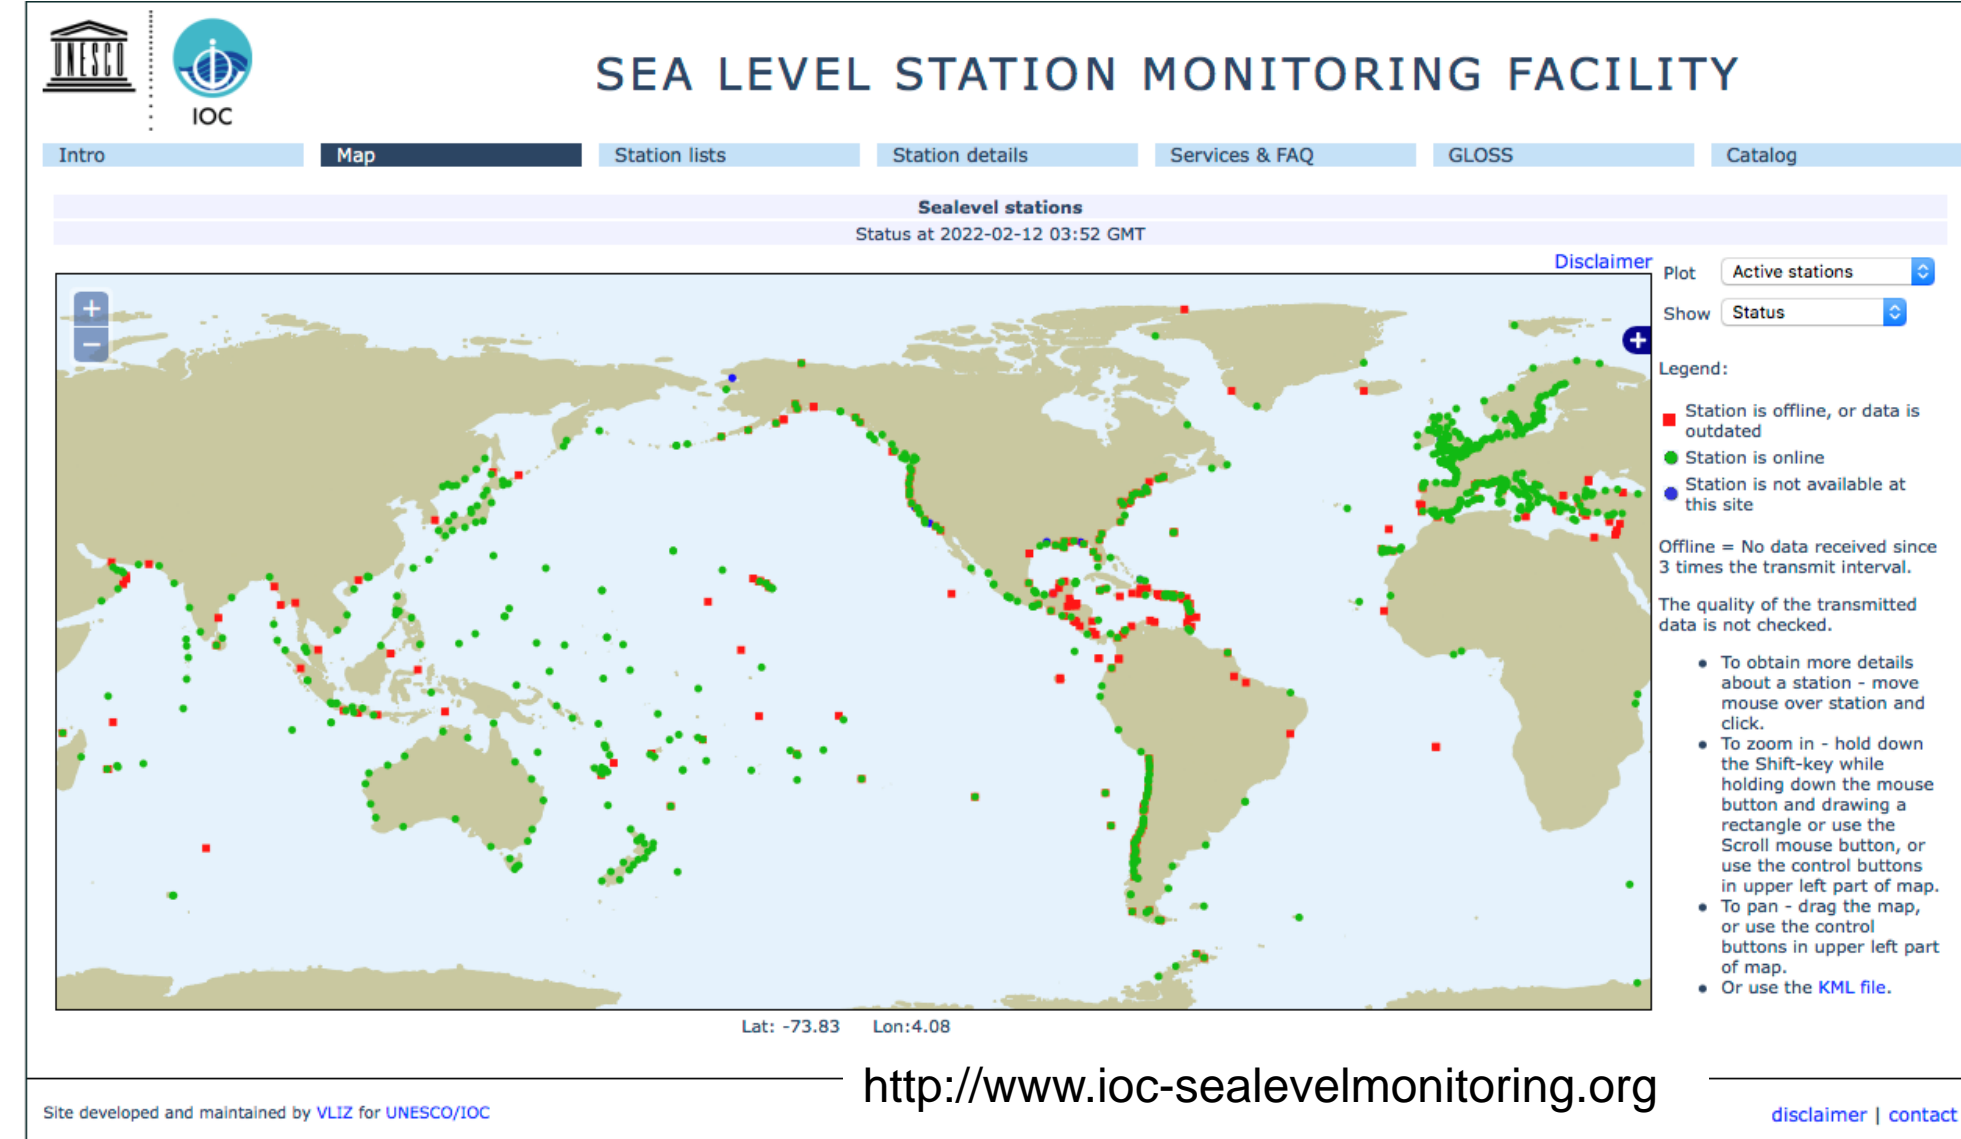 UNESCO
IOC
SEA LEVEL STATION MONITORING FACILITY
Intro
Map
Station lists
Station details
Services & FAQ
GLOSS
Catalog
Sealevel stations
Status at 2022-02-12 03:52 GMT
Disclaimer
+
−
+
Plot Active stations
Show Status
Legend:
Station is offline, or data is
outdated
Station is online
Station is not available at
this site
Offline = No data received since
3 times the transmit interval.
The quality of the transmitted
data is not checked.
• To obtain more details
about a station - move
mouse over station and
click.
• To zoom in - hold down
the Shift-key while
holding down the mouse
button and drawing a
rectangle or use the
Scroll mouse button, or
use the control buttons
in upper left part of map.
• To pan - drag the map,
or use the control
buttons in upper left part
of map.
• Or use the KML file.
Lat: -73.83 Lon:4.08
http://www.ioc-sealevelmonitoring.org
Site developed and maintained by VLIZ for UNESCO/IOC
disclaimer | contact